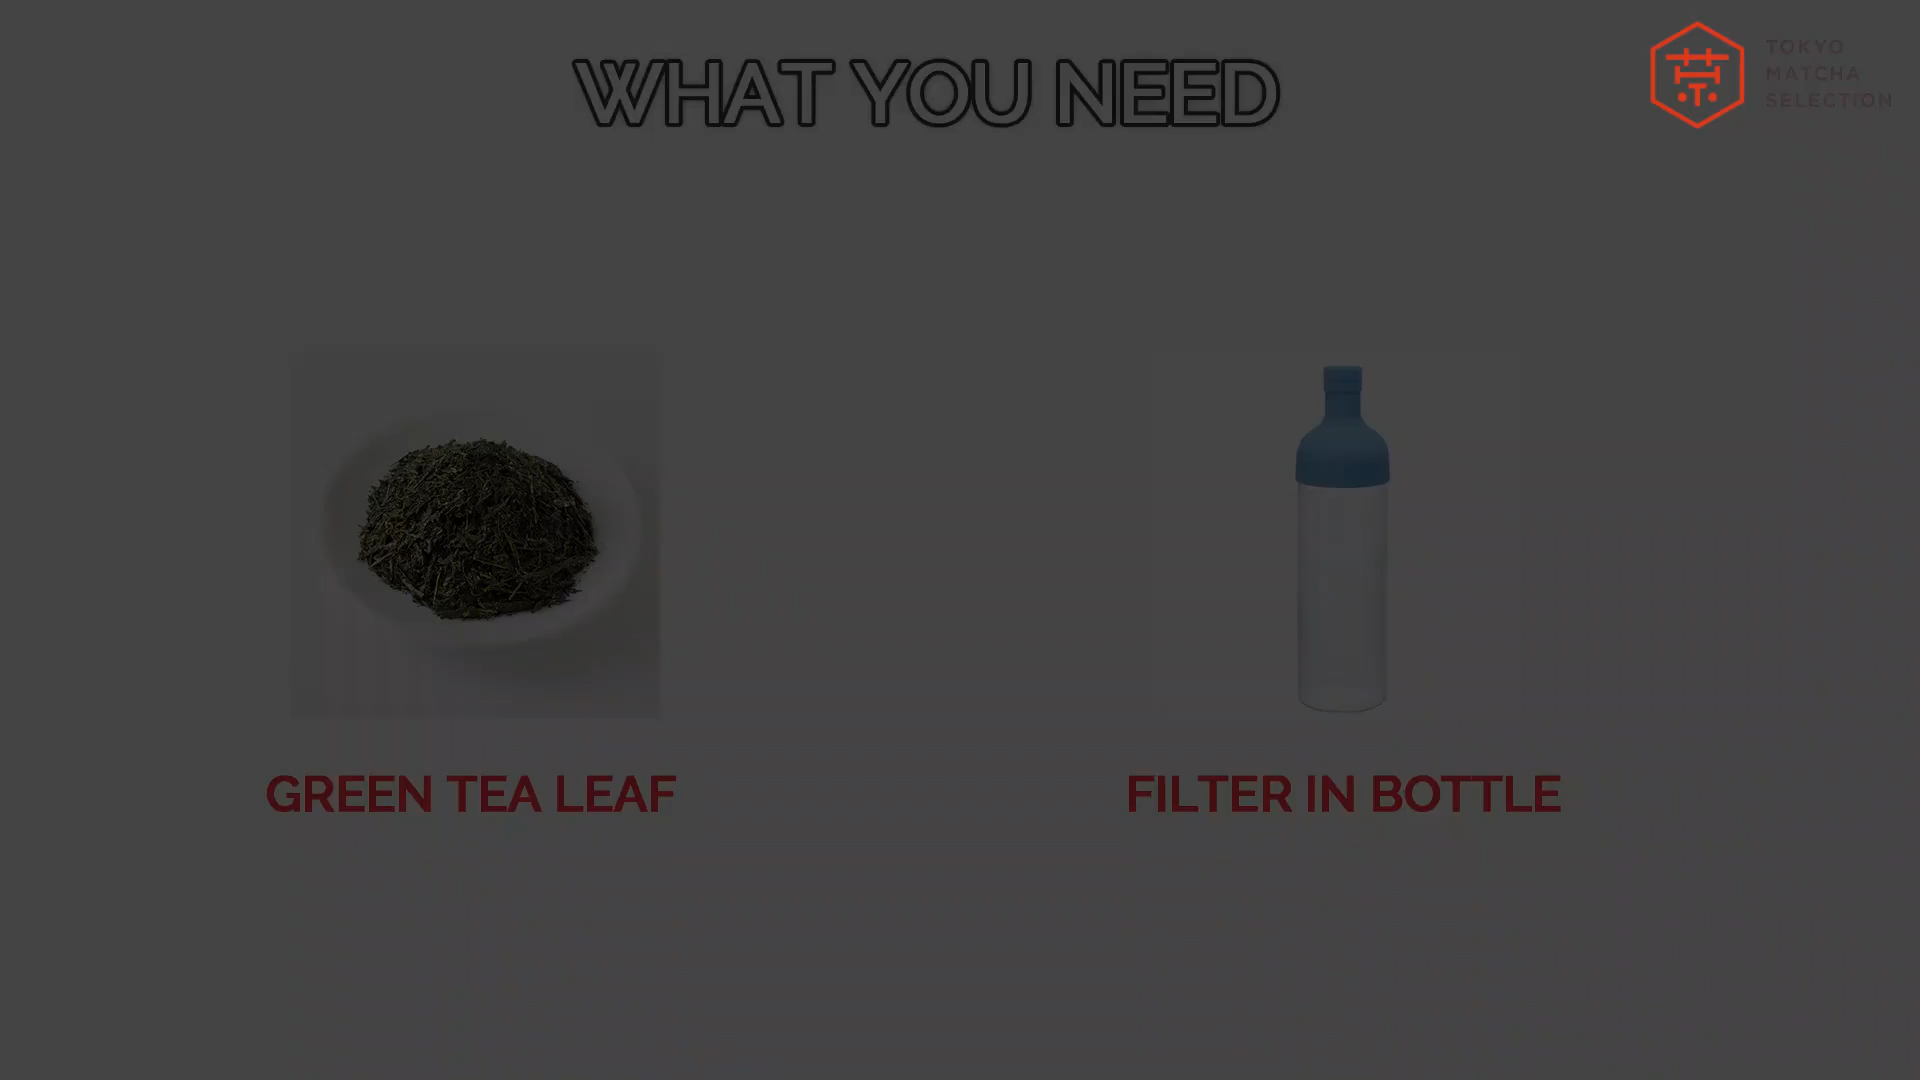 WHAT YOU NEED
TOKYO
MATCHA
SELECTION
GREEN TEA LEAF
FILTER IN BOTTLE